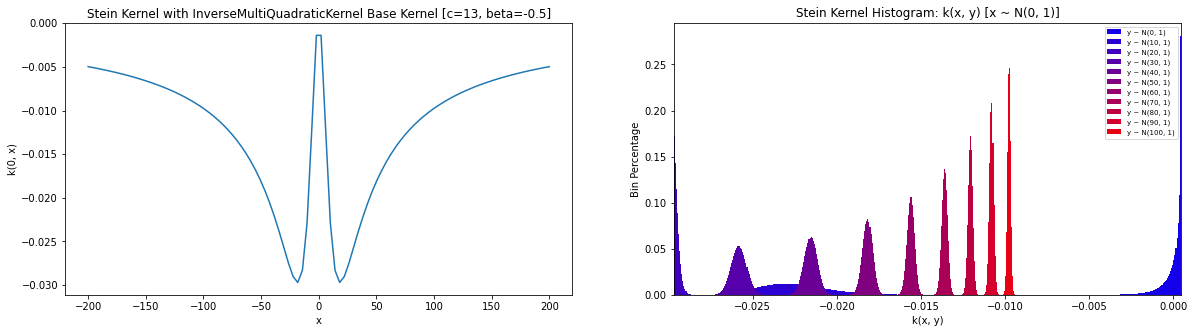 Stein Kernel with InverseMultiQuadraticKernel Base Kernel [c=13, beta=-0.5]
0.000
−0.005
−0.010
−0.015
−0.020
−0.025
−0.030
k(0, x)
−200
−150
−100
−50
0
50
100
150
200
x
Stein Kernel Histogram: k(x, y) [x ~ N(0, 1)]
y ~ N(0, 1)
y ~ N(10, 1)
y ~ N(20, 1)
y ~ N(30, 1)
y ~ N(40, 1)
y ~ N(50, 1)
y ~ N(60, 1)
y ~ N(70, 1)
y ~ N(80, 1)
y ~ N(90, 1)
y ~ N(100, 1)
0.25
0.20
0.15
0.10
0.05
0.00
Bin Percentage
−0.025
−0.020
−0.015
−0.010
−0.005
0.000
k(x, y)